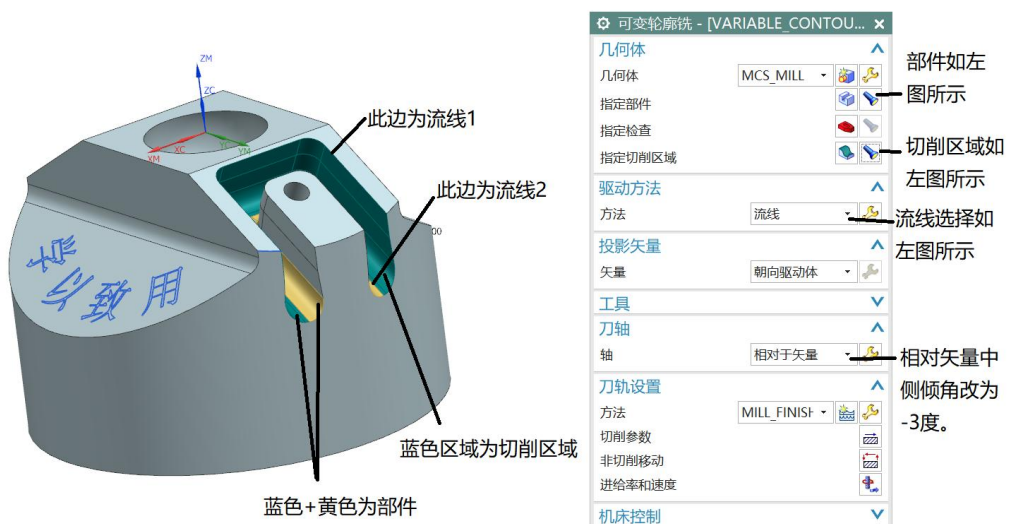 ZM
ZC
XM
XC
YC
YM
此边为流线1
此边为流线2
00
蓝色区域为切削区域
蓝色+黄色为部件
可变轮廓铣 - [VARIABLE_CONTOU...
几何体
几何体
MCS_MILL
指定部件
指定检查
指定切削区域
驱动方法
方法
流线
投影矢量
矢量
朝向驱动体
工具
刀轴
轴
相对于矢量
刀轨设置
方法
MILL_FINISH
切削参数
非切削移动
进给率和速度
机床控制
部件如左
图所示
切削区域如
左图所示
流线选择如
左图所示
相对矢量中
侧倾角改为
-3度。